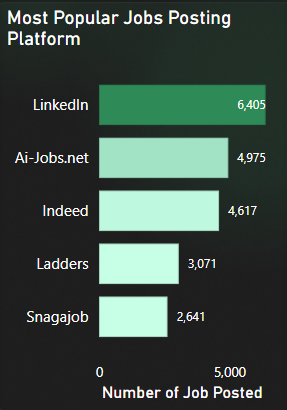 Most Popular Jobs Posting
Platform
LinkedIn 6,405
Ai-Jobs.net 4,975
Indeed 4,617
Ladders 3,071
Snagajob 2,641
0 5,000
Number of Job Posted